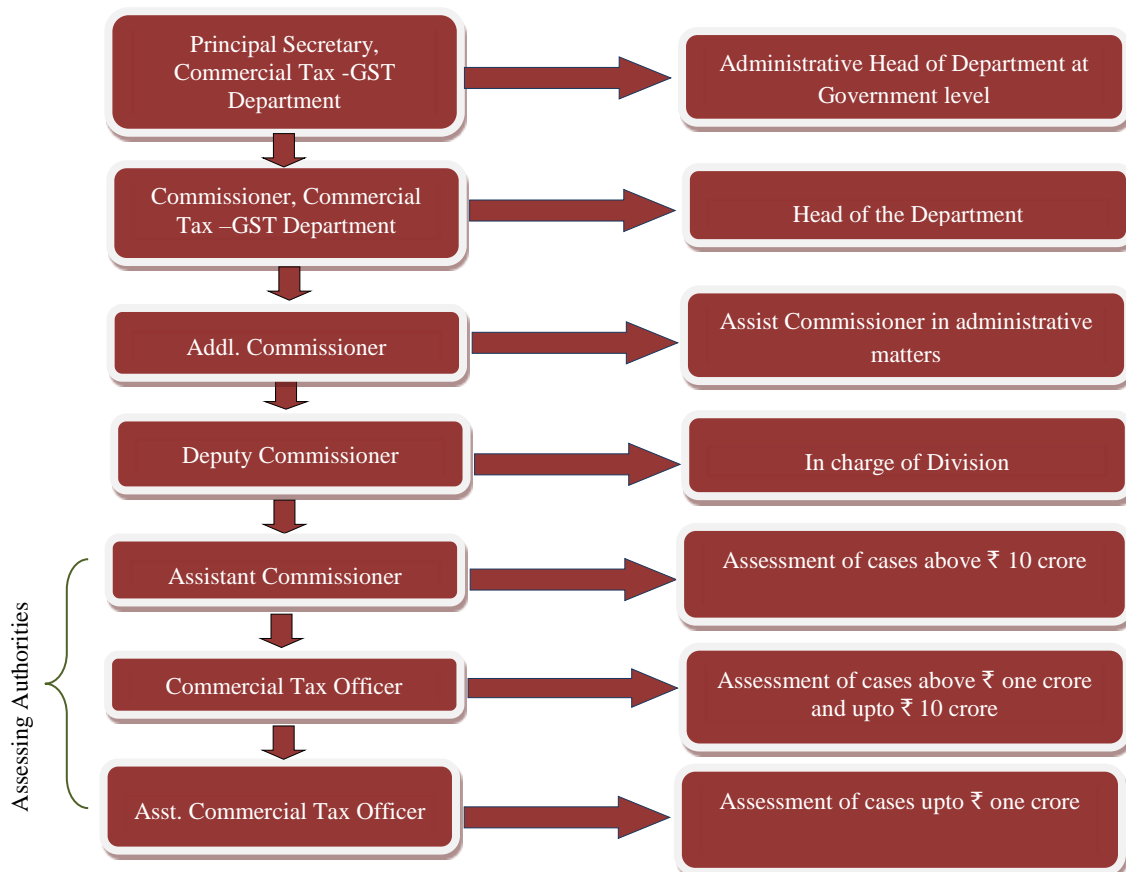 Principal Secretary,
Commercial Tax -GST
Department
Administrative Head of Department at
Government level
Commissioner, Commercial
Tax –GST Department
Head of the Department
Addl. Commissioner
Assist Commissioner in administrative
matters
Deputy Commissioner
In charge of Division
Assessing Authorities
Assistant Commissioner
Assessment of cases above ₹ 10 crore
Commercial Tax Officer
Assessment of cases above ₹ one crore
and upto ₹ 10 crore
Asst. Commercial Tax Officer
Assessment of cases upto ₹ one crore